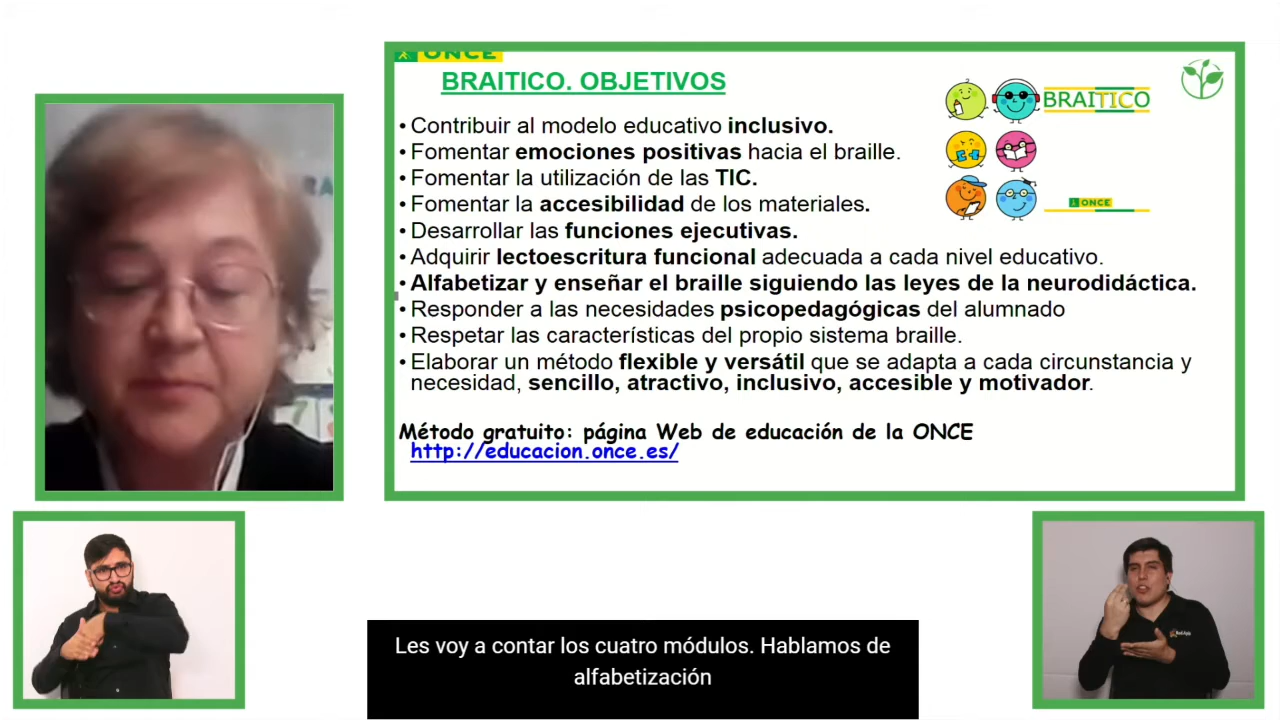 ONCE
BRAITICO. OBJETIVOS
BRAITICO
ONCE
• Contribuir al modelo educativo inclusivo.
• Fomentar emociones positivas hacia el braille.
• Fomentar la utilización de las TIC.
• Fomentar la accesibilidad de los materiales.
• Desarrollar las funciones ejecutivas.
• Adquirir lectoescritura funcional adecuada a cada nivel educativo.
• Alfabetizar y enseñar el braille siguiendo las leyes de la neurodidáctica.
• Responder a las necesidades psicopedagógicas del alumnado
• Respetar las características del propio sistema braille.
• Elaborar un método flexible y versátil que se adapta a cada circunstancia y
necesidad, sencillo, atractivo, inclusivo, accesible y motivador.
Método gratuito: página Web de educación de la ONCE
http://educacion.once.es/
Les voy a contar los cuatro módulos. Hablamos de
alfabetización